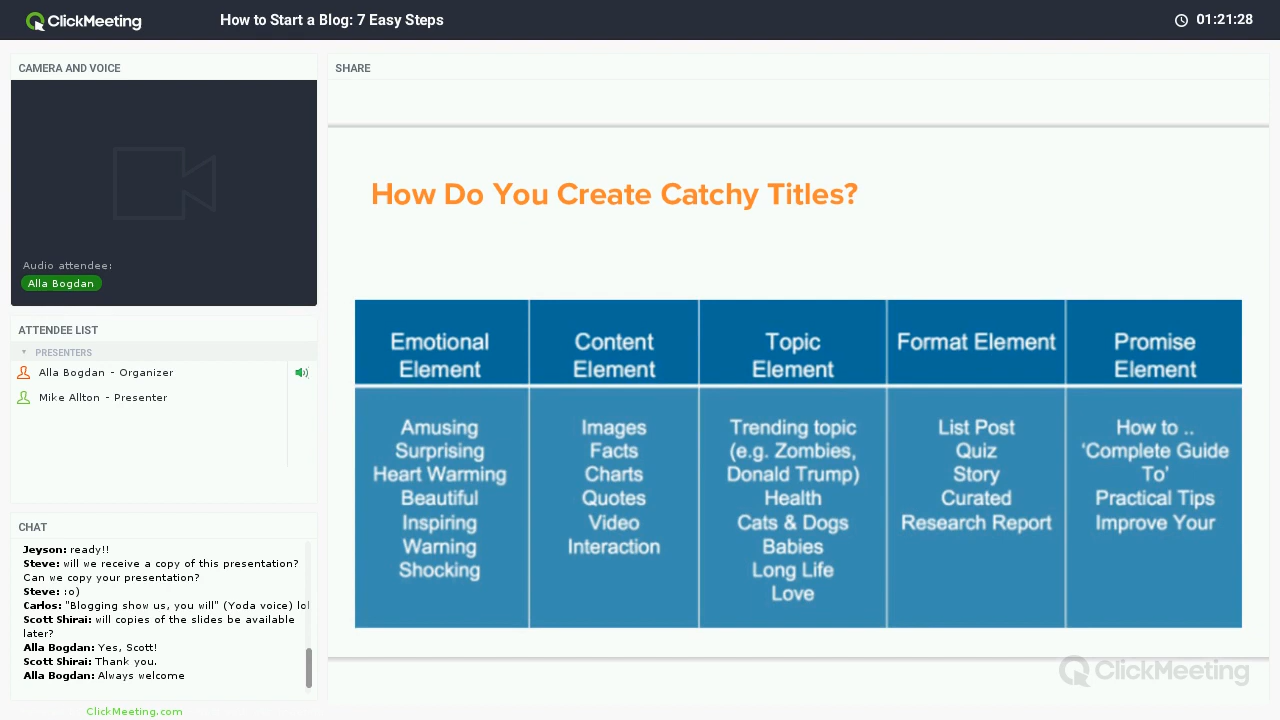 ClickMeeting
How to Start a Blog: 7 Easy Steps
01:21:28
CAMERA AND VOICE
Audio attendee:
Alla Bogdan
ATTENDEE LIST
PRESENTERS
Alla Bogdan - Organizer
Mike Allton - Presenter
CHAT
Jeyson: ready!!
Steve: will we receive a copy of this presentation?
Can we copy your presentation?
Steve: :o)
Carlos: "Blogging show us, you will" (Yoda voice) lol
Scott Shirai: will copies of the slides be available
later?
Alla Bogdan: Yes, Scott!
Scott Shirai: Thank you.
Alla Bogdan: Always welcome
ClickMeeting.com
SHARE
How Do You Create Catchy Titles?
Emotional
Element
Amusing
Surprising
Heart Warming
Beautiful
Inspiring
Warning
Shocking
Content
Element
Images
Facts
Charts
Quotes
Video
Interaction
Topic
Element
Trending topic
(e.g. Zombies,
Donald Trump)
Health
Cats & Dogs
Babies
Long Life
Love
Format Element
List Post
Quiz
Story
Curated
Research Report
Promise
Element
How to ..
'Complete Guide
To'
Practical Tips
Improve Your
ClickMeeting